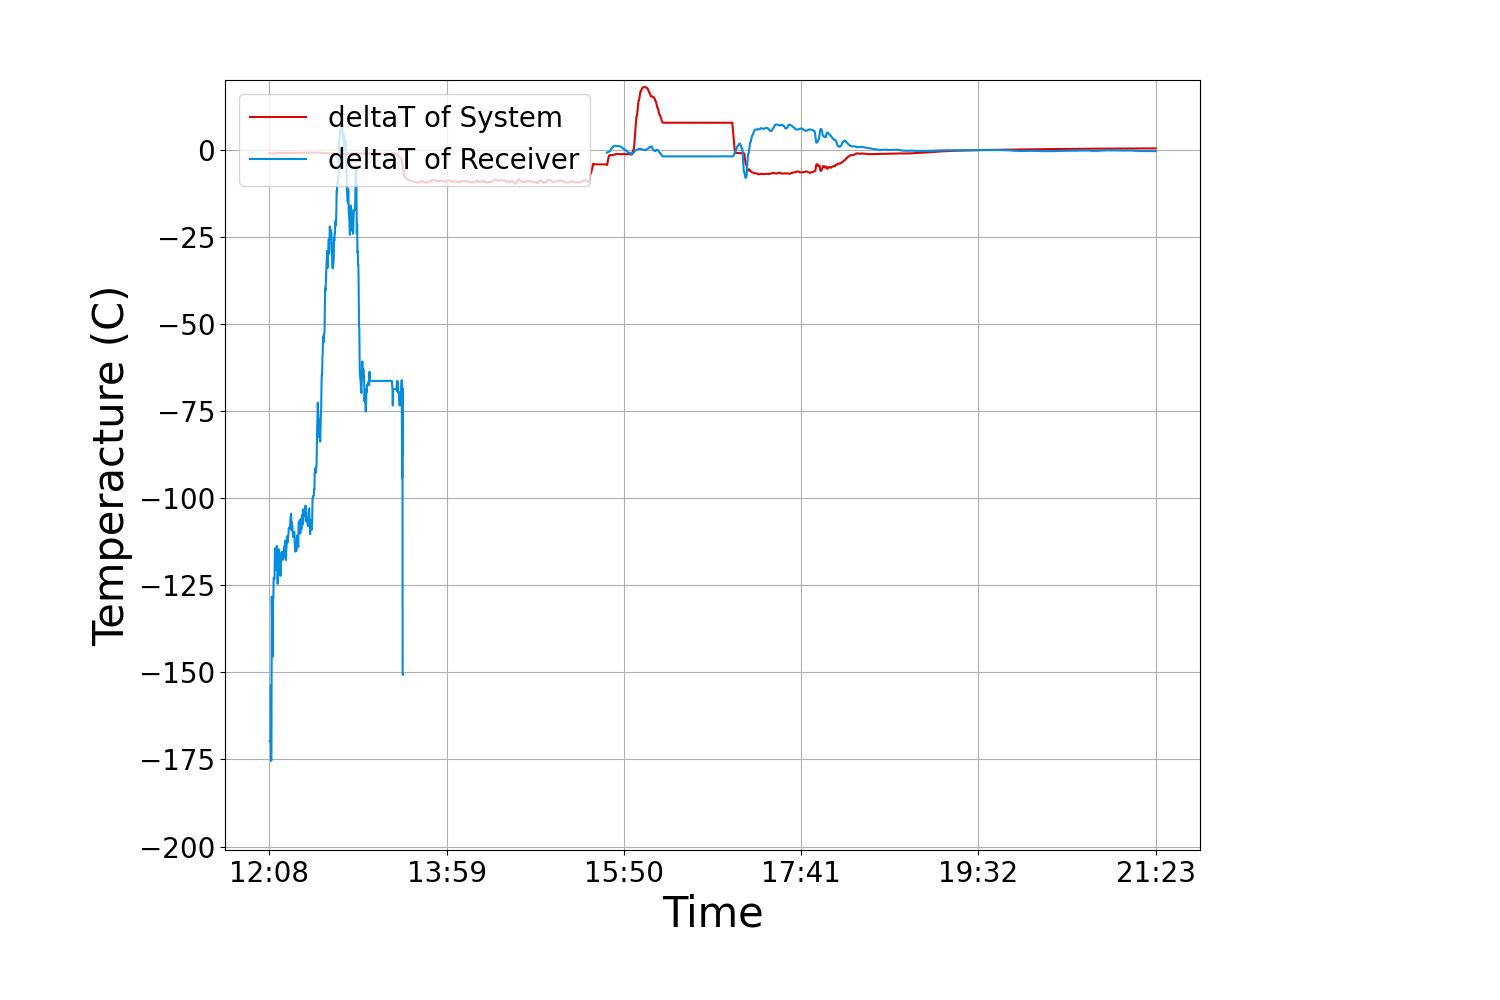 deltaT of System
deltaT of Receiver
0
−25
−50
−75
−100
−125
−150
−175
−200
Temperacture (C)
12:08 13:59 15:50 17:41 19:32 21:23
Time